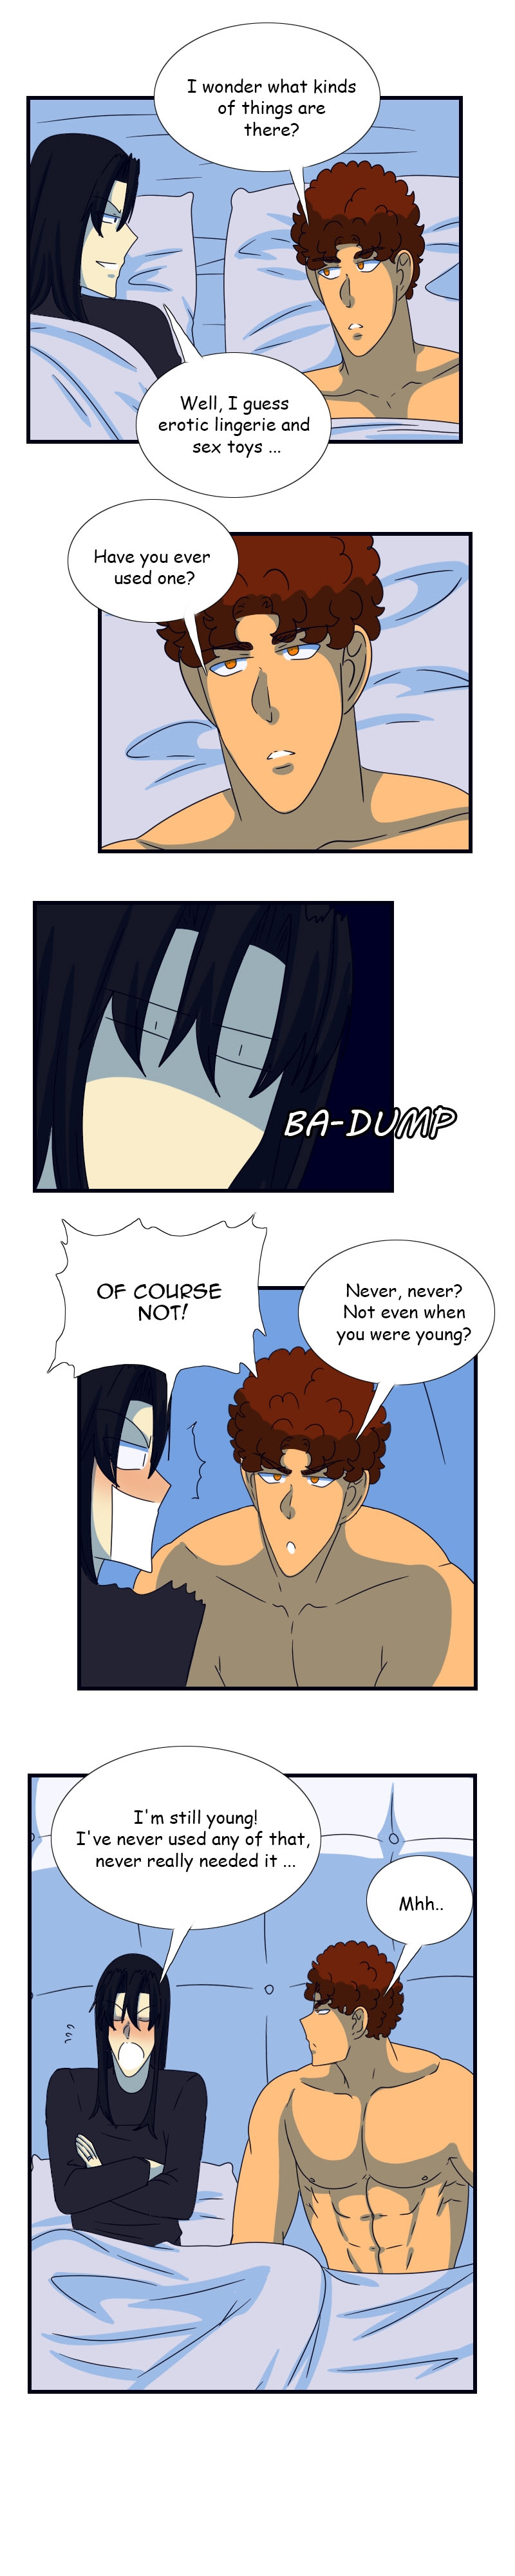 I wonder what kinds
of things are
there?
Well, I guess
erotic lingerie and
sex toys ...
Have you ever
used one?
BA-DUMP
OF COURSE
NOT!
Never, never?
Not even when
you were young?
I'm still young!
I've never used any of that,
never really needed it ...
Mhh..